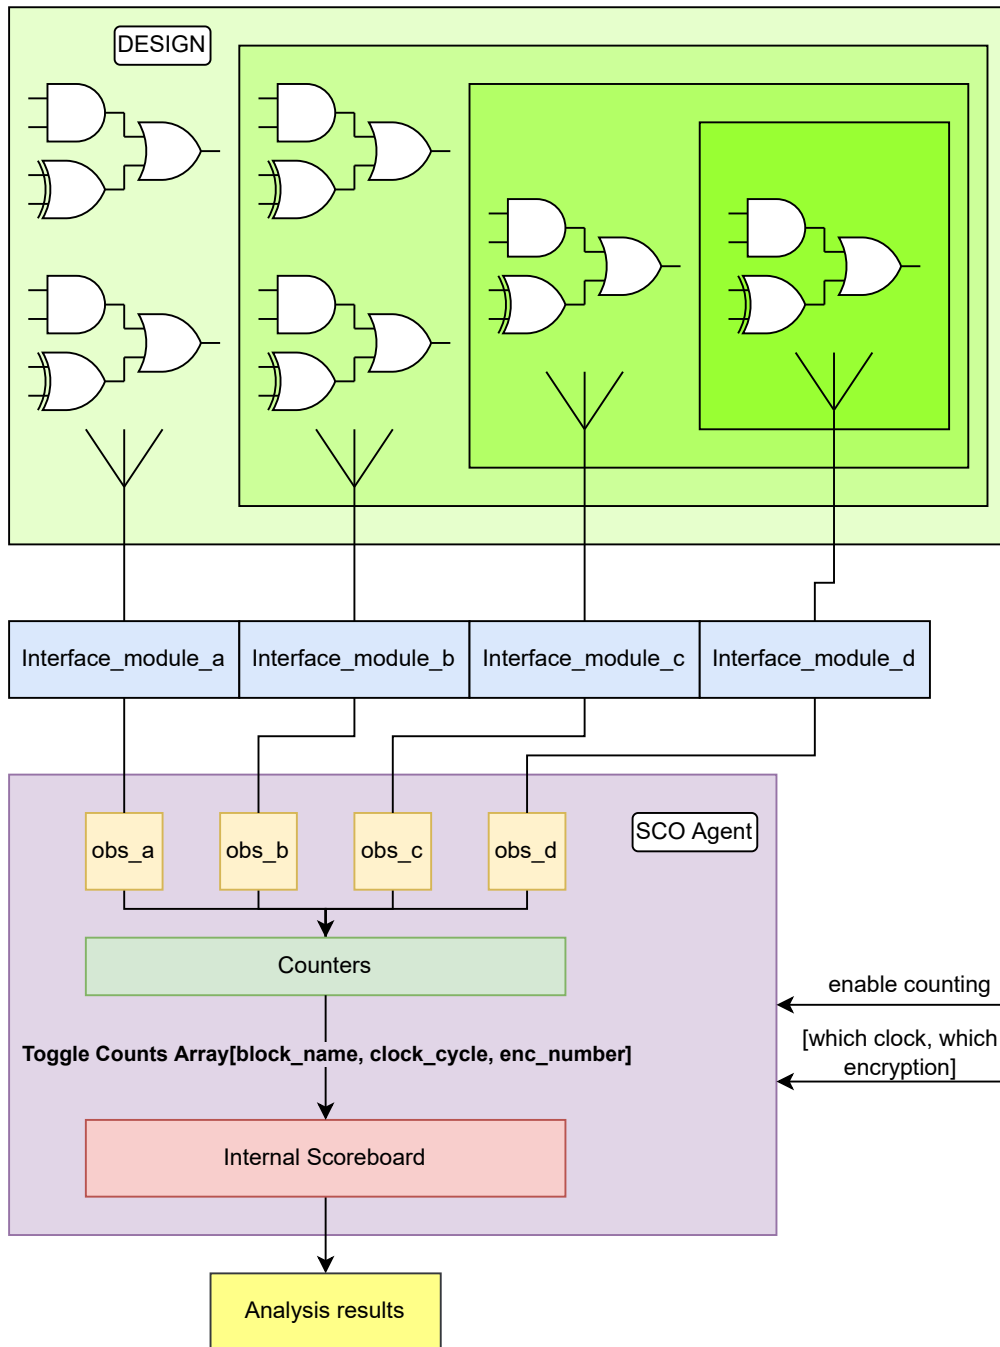 DESIGN
Interface_module_a
Interface_module_b
Interface_module_c
Interface_module_d
SCO Agent
obs_a
obs_b
obs_c
obs_d
Counters
enable counting
Toggle Counts Array[block_name, clock_cycle, enc_number]
[which clock, which
encryption]
Internal Scoreboard
Analysis results